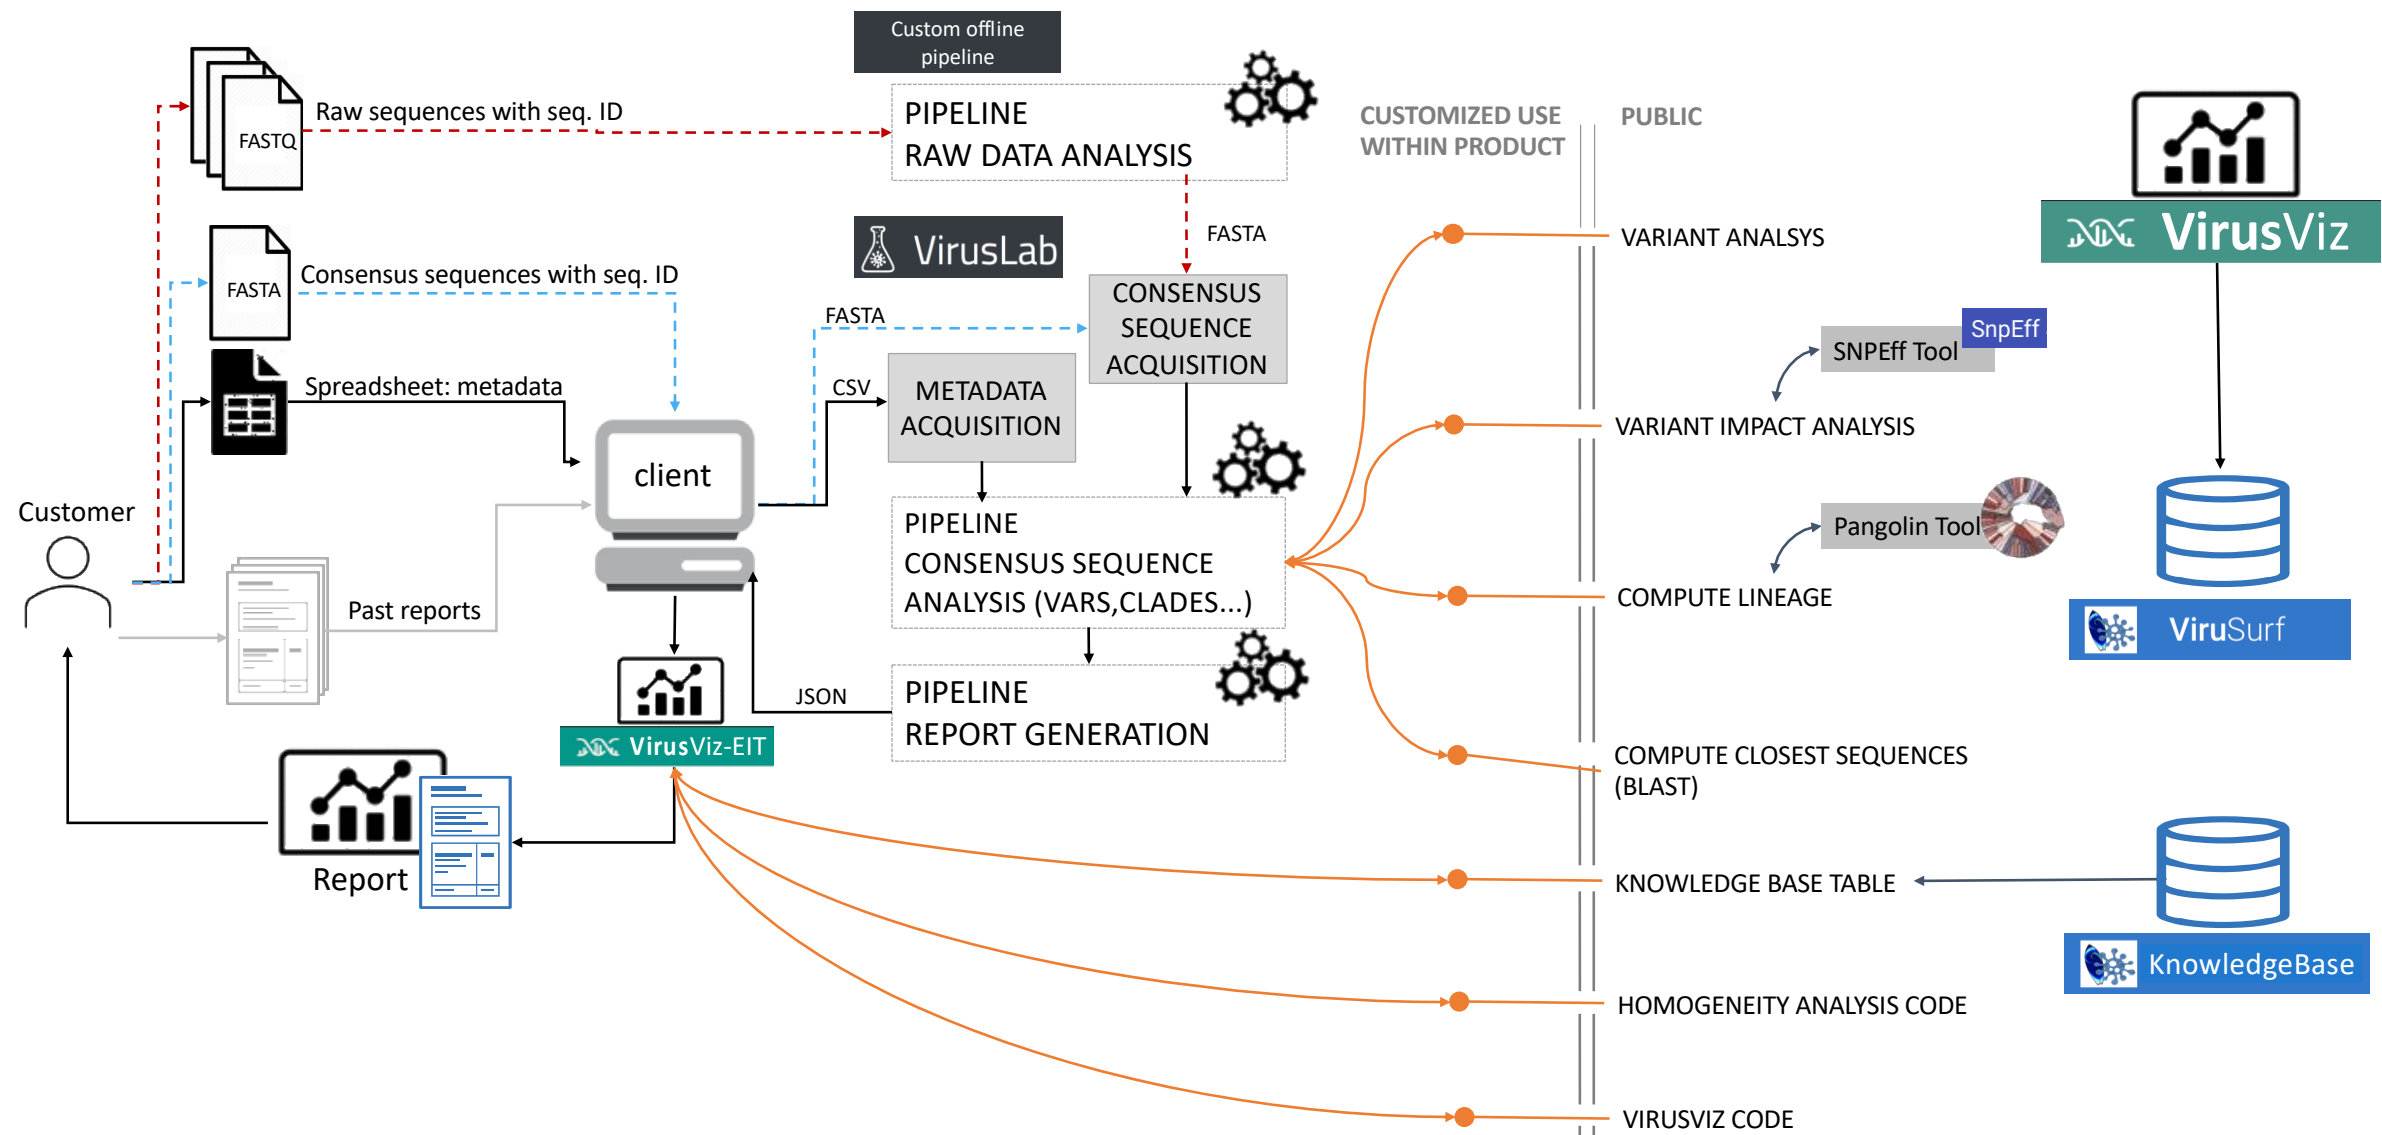 Custom offline
pipeline
FASTQ
Raw sequences with seq. ID
PIPELINE
RAW DATA ANALYSIS
CUSTOMIZED USE
WITHIN PRODUCT
PUBLIC
VirusViz
FASTA
VirusLab
FASTA
Consensus sequences with seq. ID
FASTA
CONSENSUS
SEQUENCE
ACQUISITION
VARIANT ANALSYS
SnpEff
SNPEff Tool
Spreadsheet: metadata
CSV
METADATA
ACQUISITION
VARIANT IMPACT ANALYSIS
client
Customer
PIPELINE
CONSENSUS SEQUENCE
ANALYSIS (VARS,CLADES...)
Pangolin Tool
COMPUTE LINEAGE
ViruSurf
Past reports
JSON
PIPELINE
REPORT GENERATION
VirusViz-EIT
COMPUTE CLOSEST SEQUENCES
(BLAST)
Report
KNOWLEDGE BASE TABLE
KnowledgeBase
HOMOGENEITY ANALYSIS CODE
VIRUSVIZ CODE